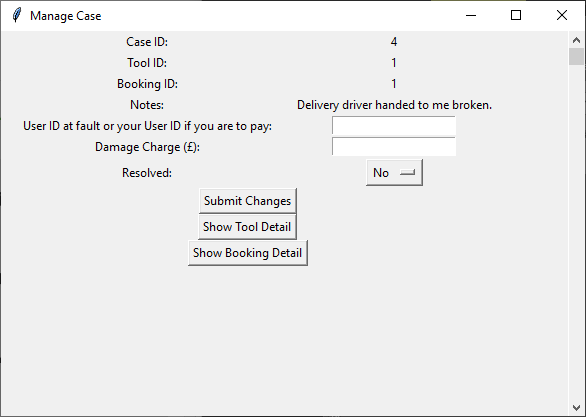 Manage Case
Case ID: 4
Tool ID: 1
Booking ID: 1
Notes: Delivery driver handed to me broken.
User ID at fault or your User ID if you are to pay:
Damage Charge (£):
Resolved: No
Submit Changes
Show Tool Detail
Show Booking Detail